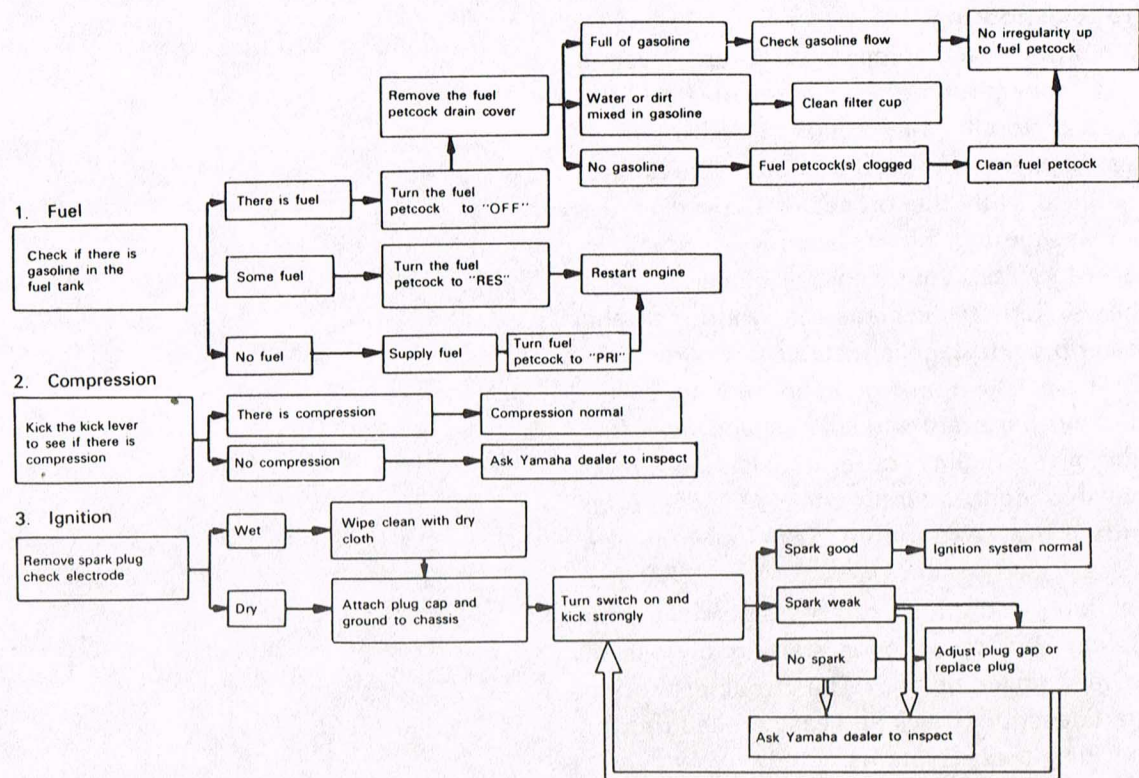 1. Fuel
Check if there is
gasoline in the
fuel tank
There is fuel
Turn the fuel
petcock to "OFF"
Remove the fuel
petcock drain cover
Full of gasoline
Check gasoline flow
No irregularity up
to fuel petcock
Water or dirt
mixed in gasoline
Clean filter cup
No gasoline
Fuel petcock(s) clogged
Clean fuel petcock
Some fuel
Turn the fuel
petcock to "RES"
Restart engine
No fuel
Supply fuel
Turn fuel
petcock to "PRI"
2. Compression
Kick the kick lever
to see if there is
compression
There is compression
Compression normal
No compression
Ask Yamaha dealer to inspect
3. Ignition
Remove spark plug
check electrode
Wet
Wipe clean with dry
cloth
Dry
Attach plug cap and
ground to chassis
Turn switch on and
kick strongly
Spark good
Ignition system normal
Spark weak
No spark
Adjust plug gap or
replace plug
Ask Yamaha dealer to inspect